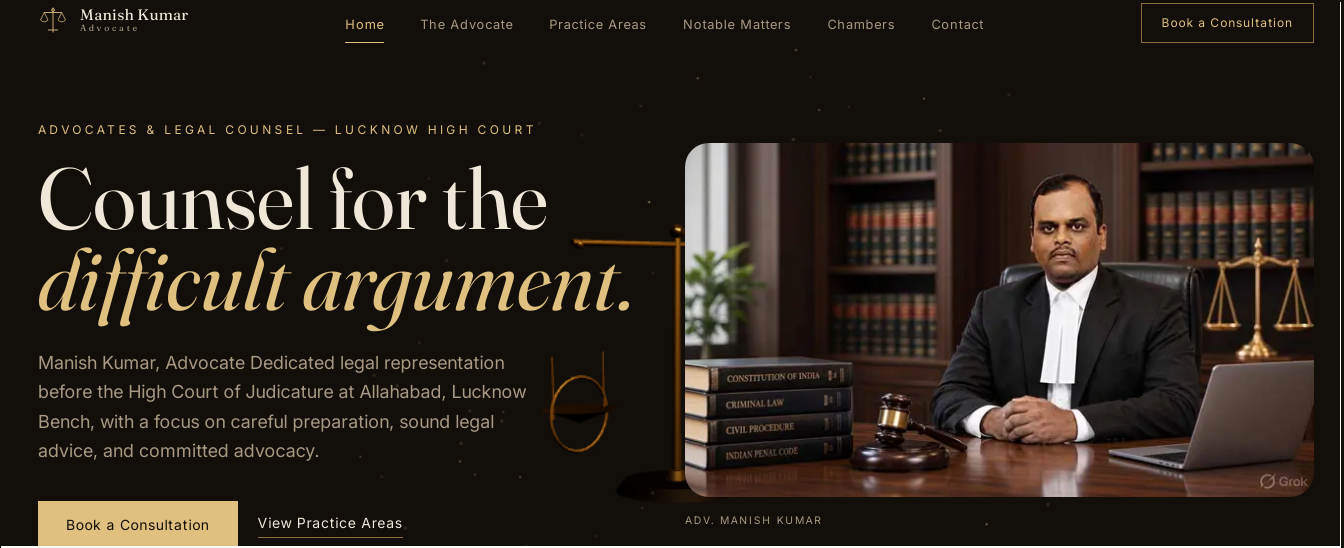 Manish Kumar
Advocate
Home
The Advocate
Practice Areas
Notable Matters
Chambers
Contact
Book a Consultation
ADVOCATES & LEGAL COUNSEL — LUCKNOW HIGH COURT
Counsel for the
difficult argument.
Manish Kumar, Advocate Dedicated legal representation
before the High Court of Judicature at Allahabad, Lucknow
Bench, with a focus on careful preparation, sound legal
advice, and committed advocacy.
Book a Consultation
View Practice Areas
CONSTITUTION OF INDIA
CRIMINAL LAW
CIVIL PROCEDURE
INDIAN PENAL CODE
Grok
ADV. MANISH KUMAR